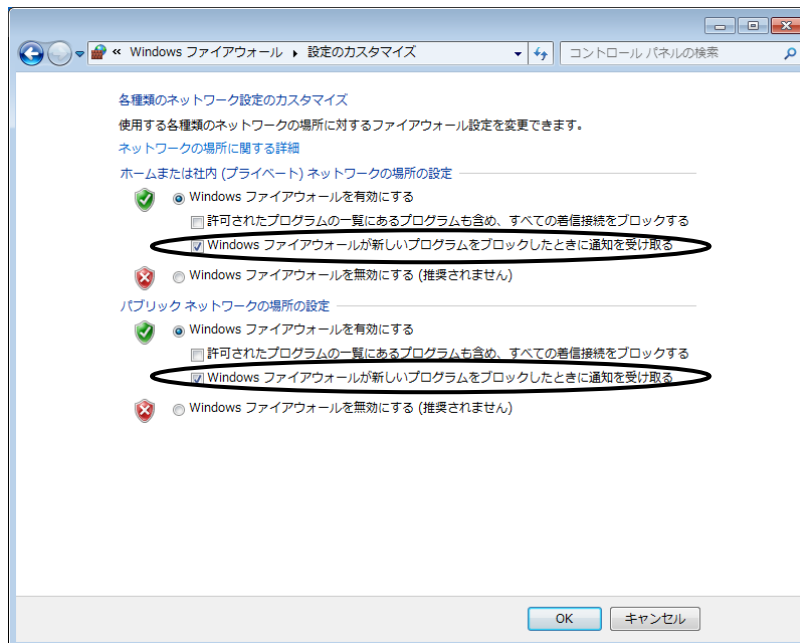 « Windows ファイアウォール ▸ 設定のカスタマイズ
コントロール パネルの検索
各種類のネットワーク設定のカスタマイズ
使用する各種類のネットワークの場所に対するファイアウォール設定を変更できます。
ネットワークの場所に関する詳細
ホームまたは社内 (プライベート) ネットワークの場所の設定
Windows ファイアウォールを有効にする
許可されたプログラムの一覧にあるプログラムも含め、すべての着信接続をブロックする
Windows ファイアウォールが新しいプログラムをブロックしたときに通知を受け取る
Windows ファイアウォールを無効にする (推奨されません)
パブリック ネットワークの場所の設定
Windows ファイアウォールを有効にする
許可されたプログラムの一覧にあるプログラムも含め、すべての着信接続をブロックする
Windows ファイアウォールが新しいプログラムをブロックしたときに通知を受け取る
Windows ファイアウォールを無効にする (推奨されません)
OK
キャンセル